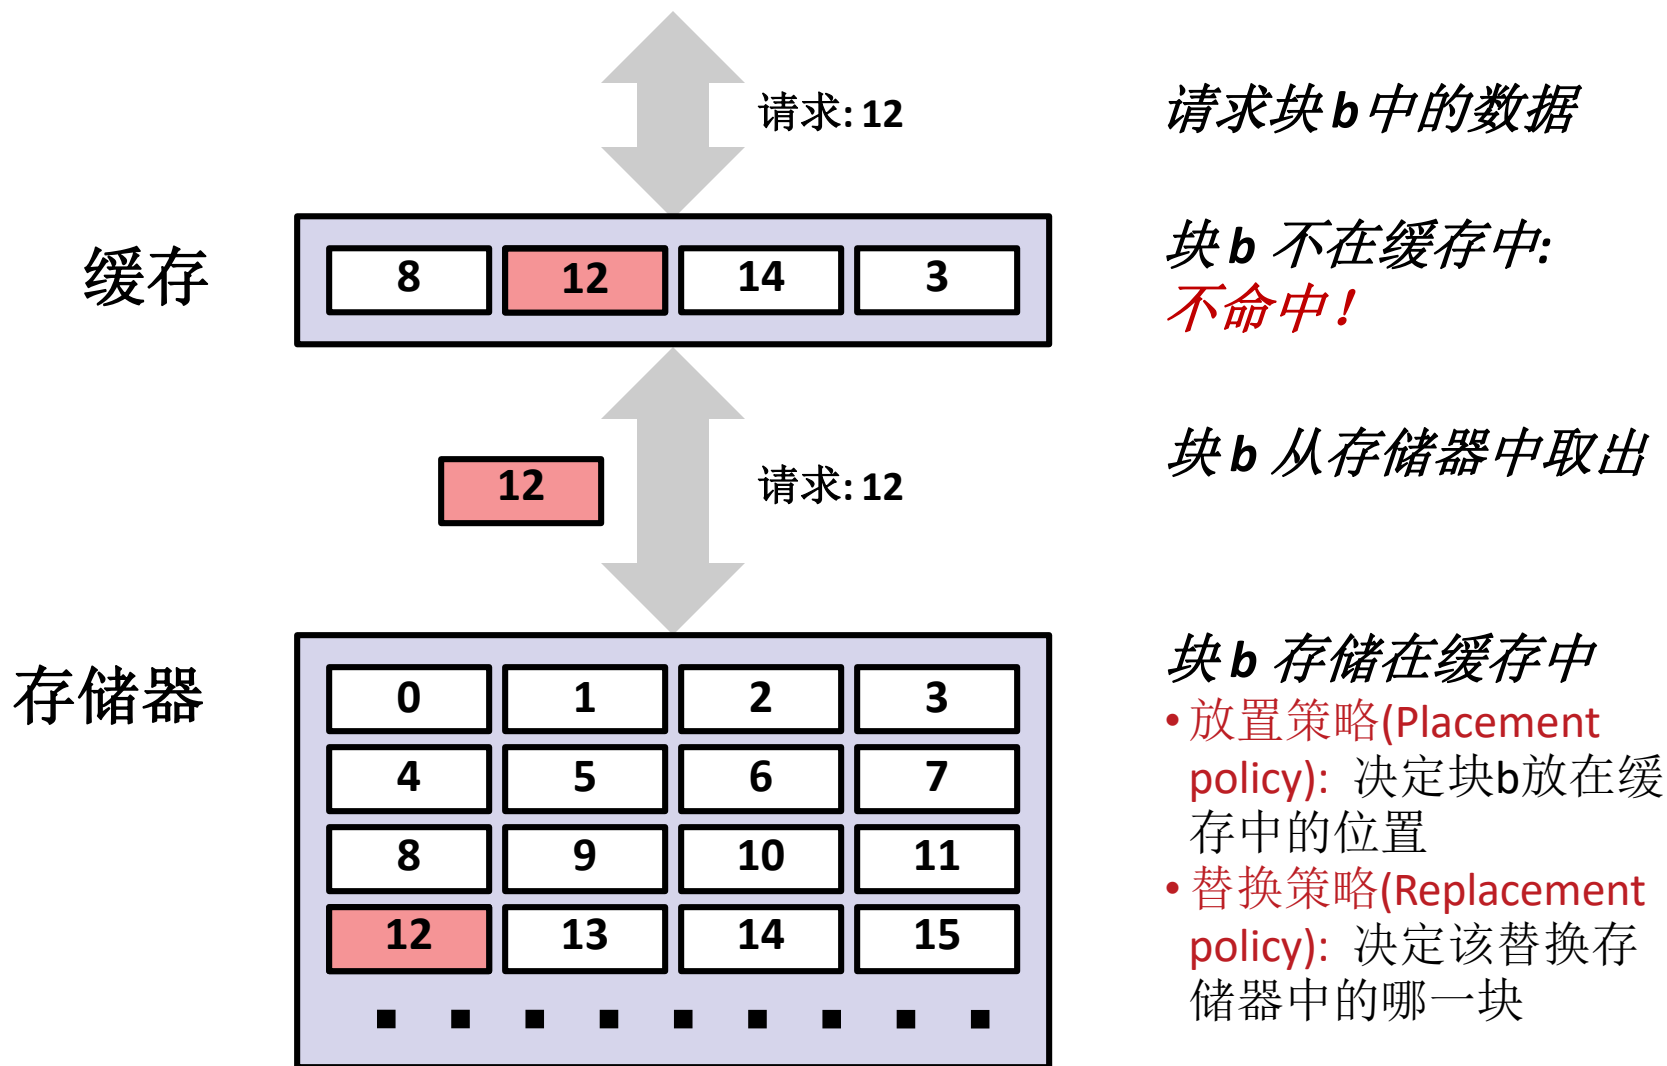 请求: 12
请求块 b 中的数据
缓存
8 12 14 3
块 b 不在缓存中:
不命中!
12
请求: 12
块 b 从存储器中取出
存储器
0 1 2 3
4 5 6 7
8 9 10 11
12 13 14 15
块 b 存储在缓存中
• 放置策略(Placement
policy): 决定块b放在缓
存中的位置
• 替换策略(Replacement
policy): 决定该替换存
储器中的哪一块